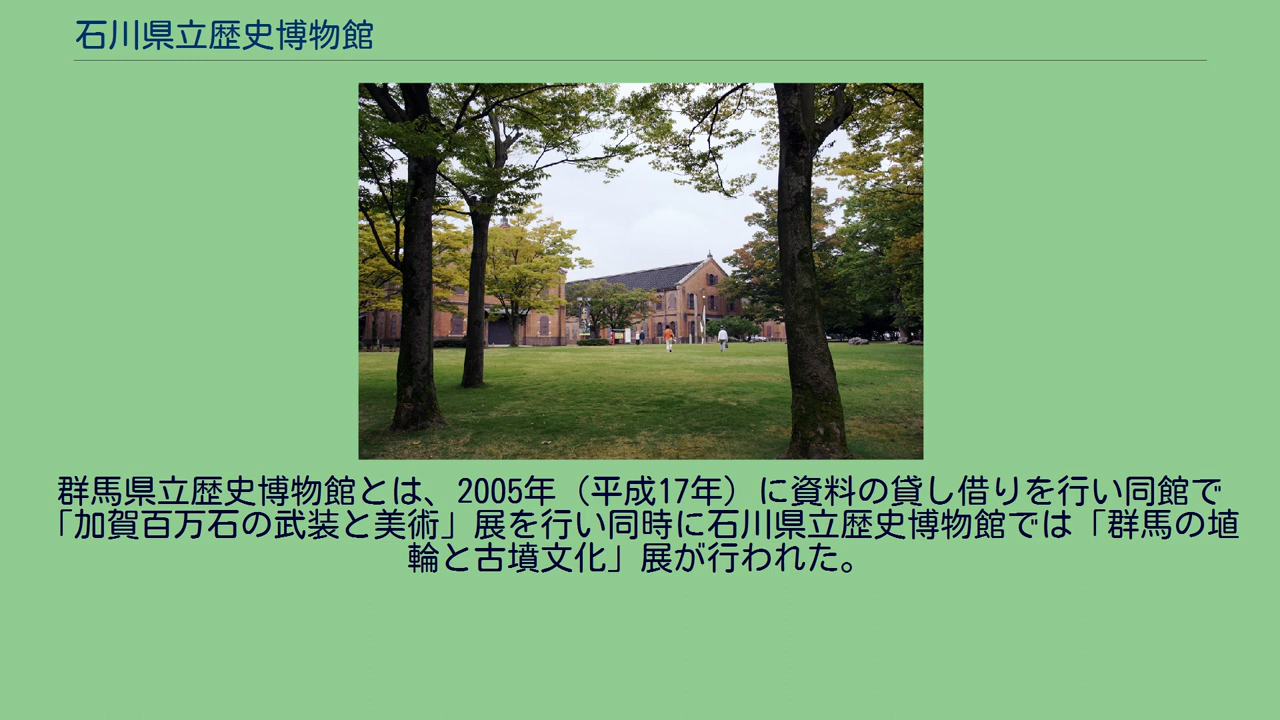 石川県立歴史博物館
群馬県立歴史博物館とは、2005年（平成17年）に資料の貸し借りを行い同館で
「加賀百万石の武装と美術」展を行い同時に石川県立歴史博物館では「群馬の埴
輪と古墳文化」展が行われた。